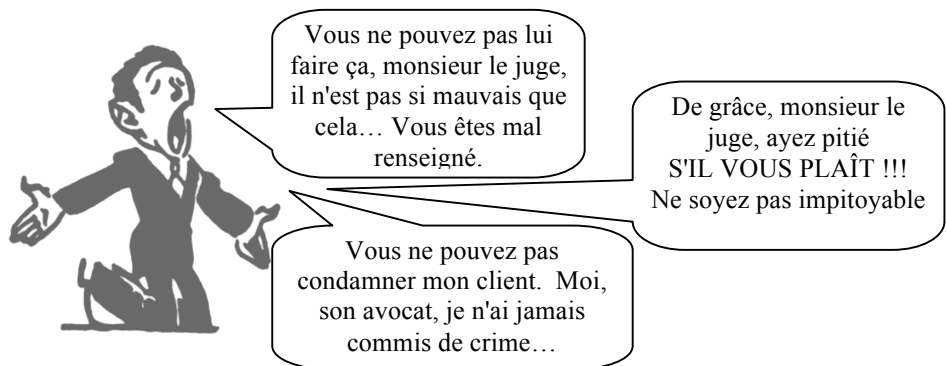 Vous ne pouvez pas lui
faire ça, monsieur le juge,
il n'est pas si mauvais que
cela… Vous êtes mal
renseigné.
De grâce, monsieur le
juge, ayez pitié
S'IL VOUS PLAÎT !!!
Ne soyez pas impitoyable
Vous ne pouvez pas
condamner mon client.  Moi,
son avocat, je n'ai jamais
commis de crime…